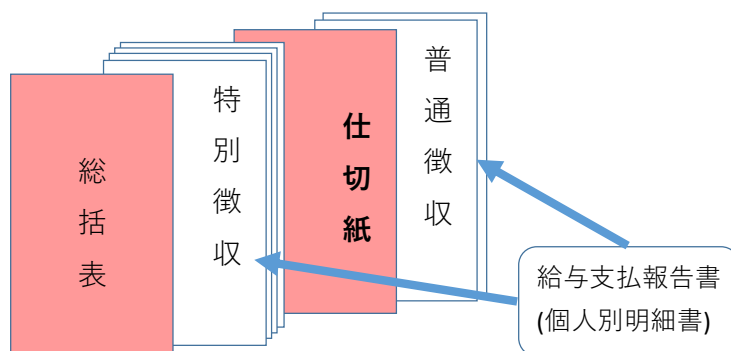 総括表
特別徴収
仕切紙
普通徴収
給与支払報告書
(個人別明細書)